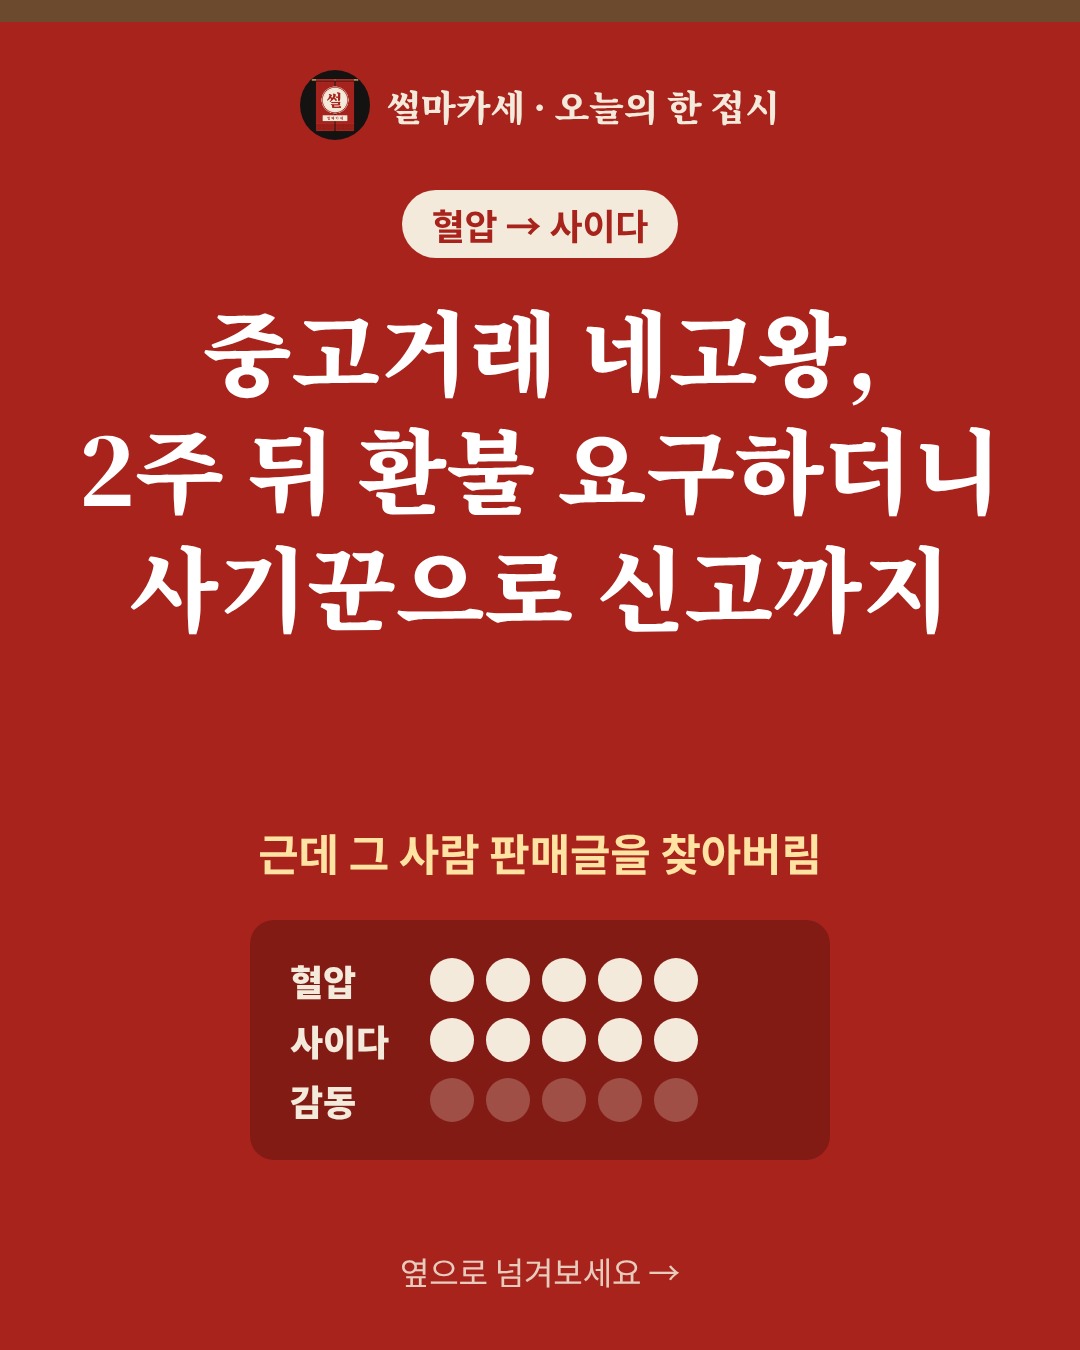 썰
썰마카세 · 오늘의 한 접시
혈압 → 사이다
중고거래 네고왕,
2주 뒤 환불 요구하더니
사기꾼으로 신고까지
근데 그 사람 판매글을 찾아버림
혈압
사이다
감동
옆으로 넘겨보세요 →